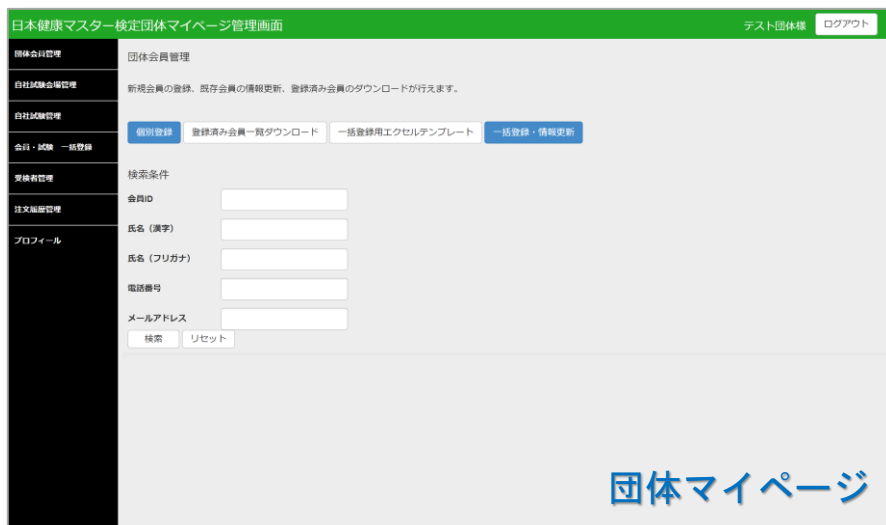 日本健康マスター検定団体マイページ管理画面
テスト団体様 ログアウト
団体会員管理
自社試験会場管理
自社試験管理
会員・試験 一括登録
受検者管理
注文履歴管理
プロフィール
団体会員管理
新規会員の登録、既存会員の情報更新、登録済み会員のダウンロードが行えます。
個別登録 登録済み会員一覧ダウンロード 一括登録用エクセルテンプレート 一括登録・情報更新
検索条件
会員ID
氏名（漢字）
氏名（フリガナ）
電話番号
メールアドレス
検索 リセット
団体マイページ